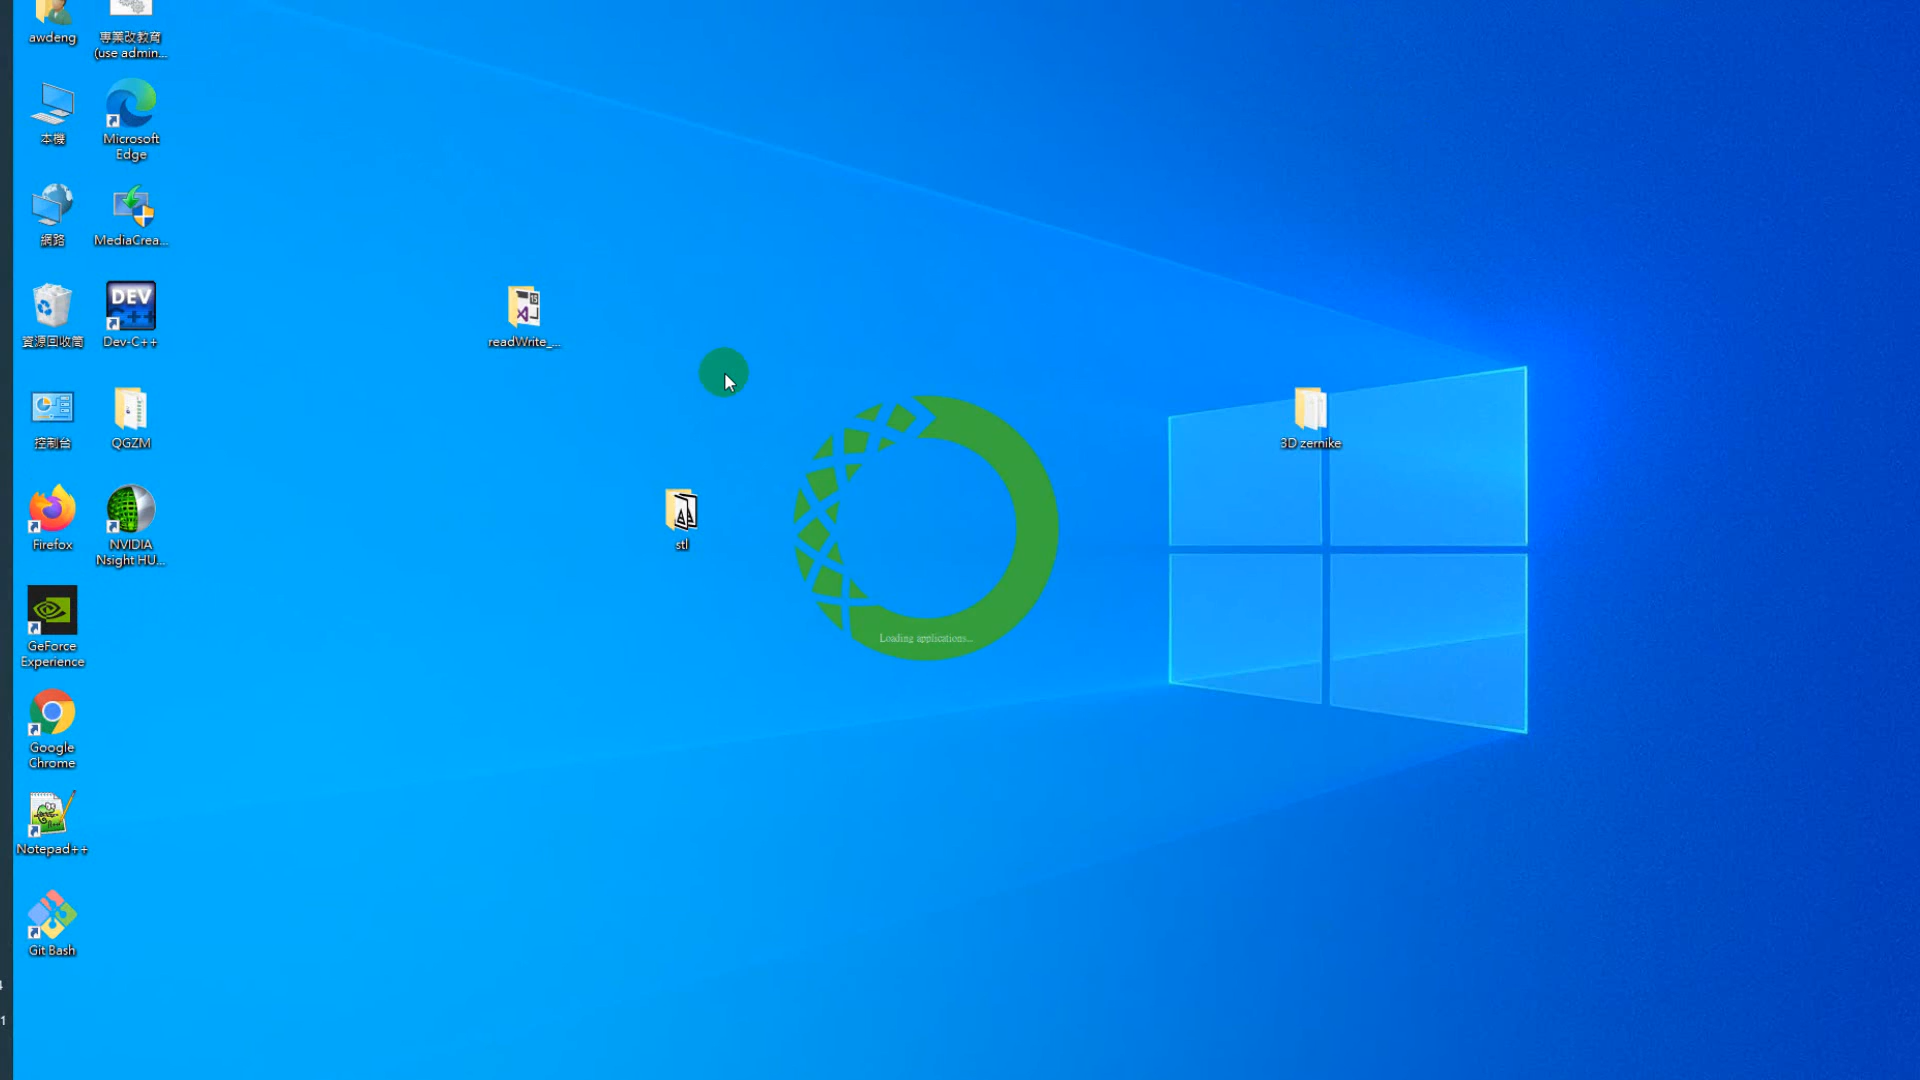 awdeng
專業改教育
(use admin...
本機
Microsoft
Edge
網路
MediaCrea...
資源回收筒
DEV
C++
Dev-C++
控制台
QGZM
Firefox
NVIDIA
Nsight HU...
GeForce
Experience
Google
Chrome
Notepad++
Git Bash
readWrite_...
stl
Loading applications...
3D zernike
1